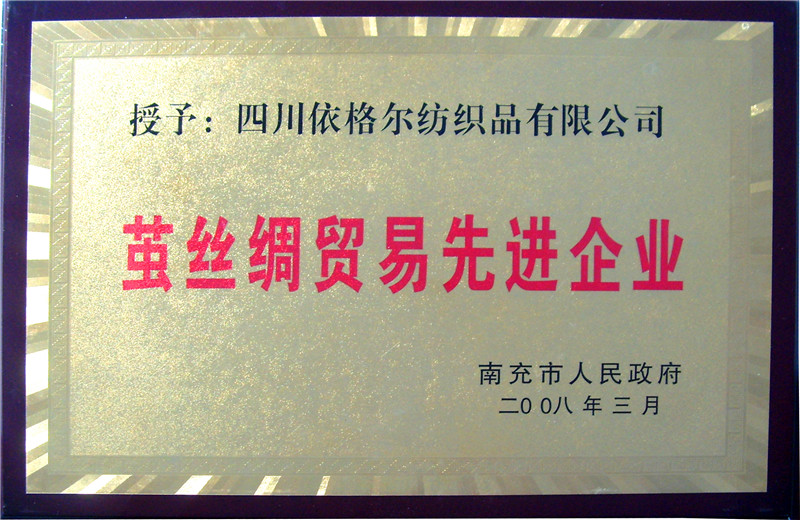 授予：四川依格尔纺织品有限公司
茧丝绸贸易先进企业
南充市人民政府
二00八年三月